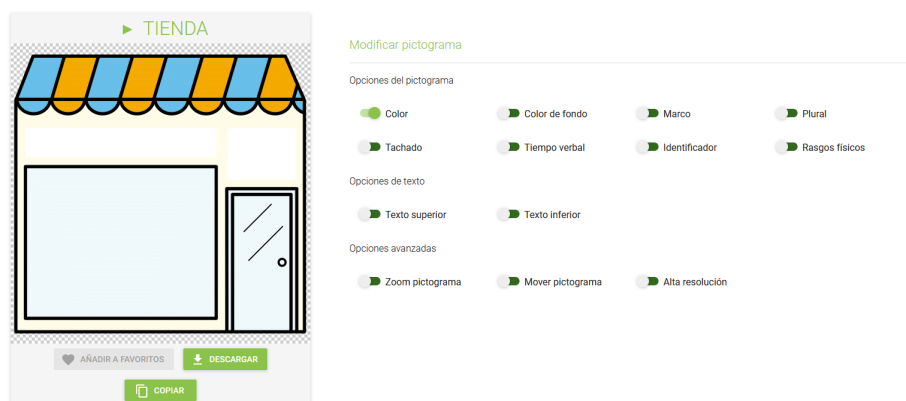 ► TIENDA
AÑADIR A FAVORITOS
DESCARGAR
COPIAR
Modificar pictograma
Opciones del pictograma
Color
Color de fondo
Marco
Plural
Tachado
Tiempo verbal
Identificador
Rasgos físicos
Opciones de texto
Texto superior
Texto inferior
Opciones avanzadas
Zoom pictograma
Mover pictograma
Alta resolución